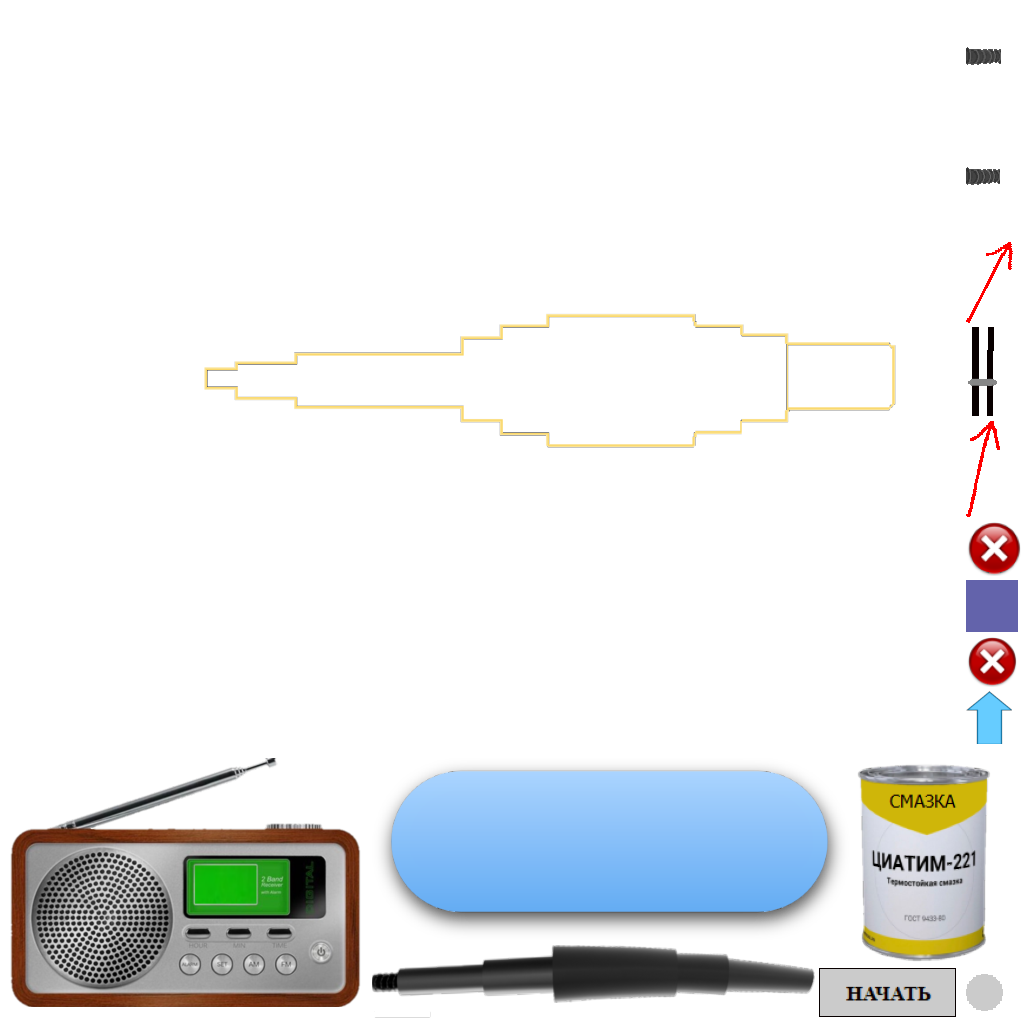 СМАЗКА
ЦИАТИМ-221
Термостойкая смазка
ГОСТ 9433-80
2 Band
Receiver
DIGITAL
HOUR MIN TIME
SET AM FM
НАЧАТЬ